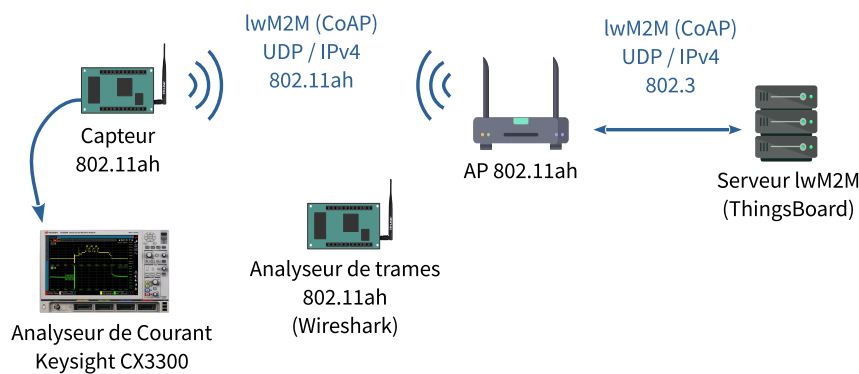 lwM2M (CoAP)
UDP / IPv4
802.11ah
lwM2M (CoAP)
UDP / IPv4
802.3
Capteur
802.11ah
AP 802.11ah
Serveur lwM2M
(ThingsBoard)
Analyseur de trames
802.11ah
(Wireshark)
Analyseur de Courant
Keysight CX3300